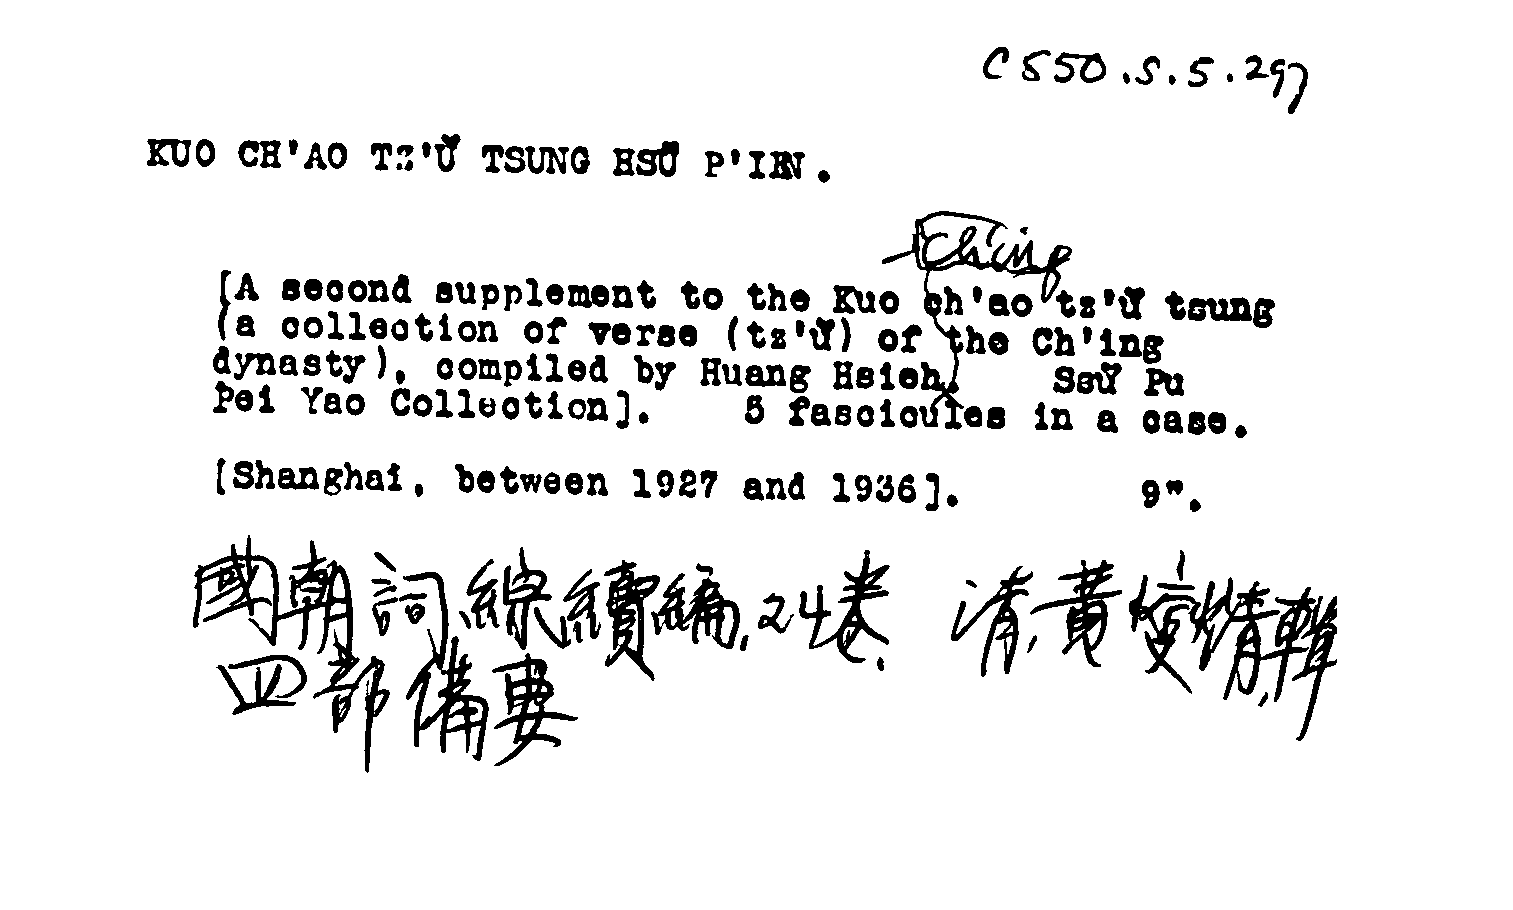 C 550.S.5.297
KUO CH'AO TZ'Ŭ TSUNG HSÜ P'IEN.
-Ch'ing
[A second supplement to the Kuo ch'ao tz'ŭ tsung
(a collection of verse (tz'ŭ) of the Ch'ing
dynasty), compiled by Huang Hsieh. Ssŭ Pu
Pei Yao Collection]. 5 fascicules in a case.
[Shanghai, between 1927 and 1936]. 9".
國朝詞綜續編, 24卷. 清, 黃燮清, 輯
四部備要